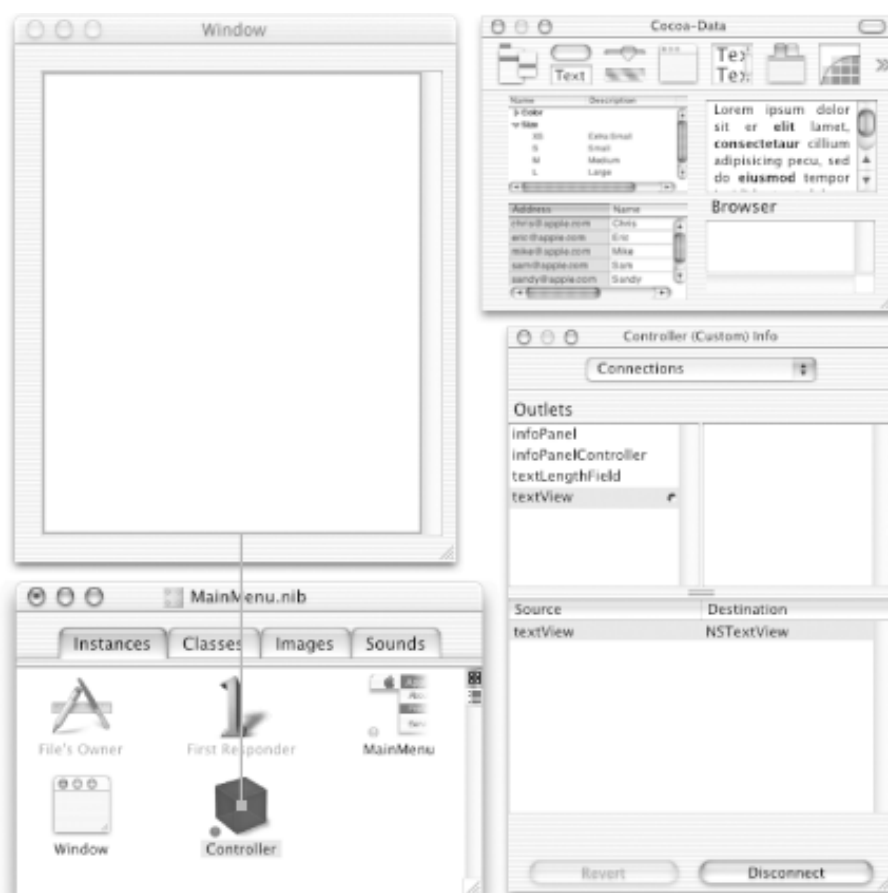 Window
Cocoa-Data
Text
Name Description
Color
Size
XS Extra Small
S Small
M Medium
L Large
Lorem ipsum dolor
sit er elit lamet,
consectetaur cillium
adipisicing pecu, sed
do eiusmod tempor
Address Name
chris@apple.com Chris
eric@apple.com Eric
mike@apple.com Mike
sam@apple.com Sam
sandy@apple.com Sandy
Browser
Controller (Custom) Info
Connections
Outlets
infoPanel
infoPanelController
textLengthField
textView
Source Destination
textView NSTextView
Revert Disconnect
MainMenu.nib
Instances Classes Images Sounds
File's Owner First Responder MainMenu
Window Controller